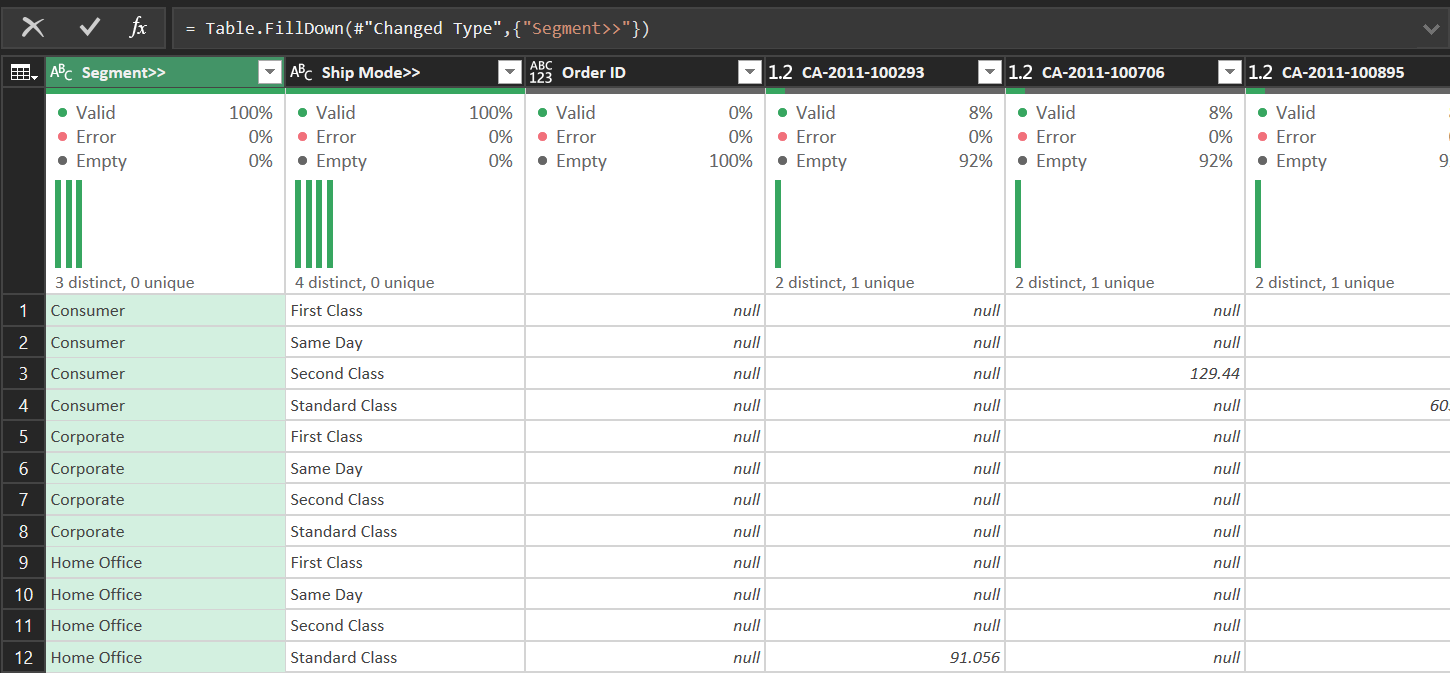 fx = Table.FillDown(#"Changed Type",{"Segment>>"})
ABC Segment>> ABC Ship Mode>> ABC 123 Order ID 1.2 CA-2011-100293 1.2 CA-2011-100706 1.2 CA-2011-100895
Valid 100% Valid 100% Valid 0% Valid 8% Valid 8% Valid
Error 0% Error 0% Error 0% Error 0% Error 0% Error
Empty 0% Empty 0% Empty 100% Empty 92% Empty 92% Empty 9
3 distinct, 0 unique 4 distinct, 0 unique 2 distinct, 1 unique 2 distinct, 1 unique 2 distinct, 1 unique
1 Consumer First Class null null null
2 Consumer Same Day null null null
3 Consumer Second Class null null 129.44
4 Consumer Standard Class null null null 60
5 Corporate First Class null null null
6 Corporate Same Day null null null
7 Corporate Second Class null null null
8 Corporate Standard Class null null null
9 Home Office First Class null null null
10 Home Office Same Day null null null
11 Home Office Second Class null null null
12 Home Office Standard Class null 91.056 null